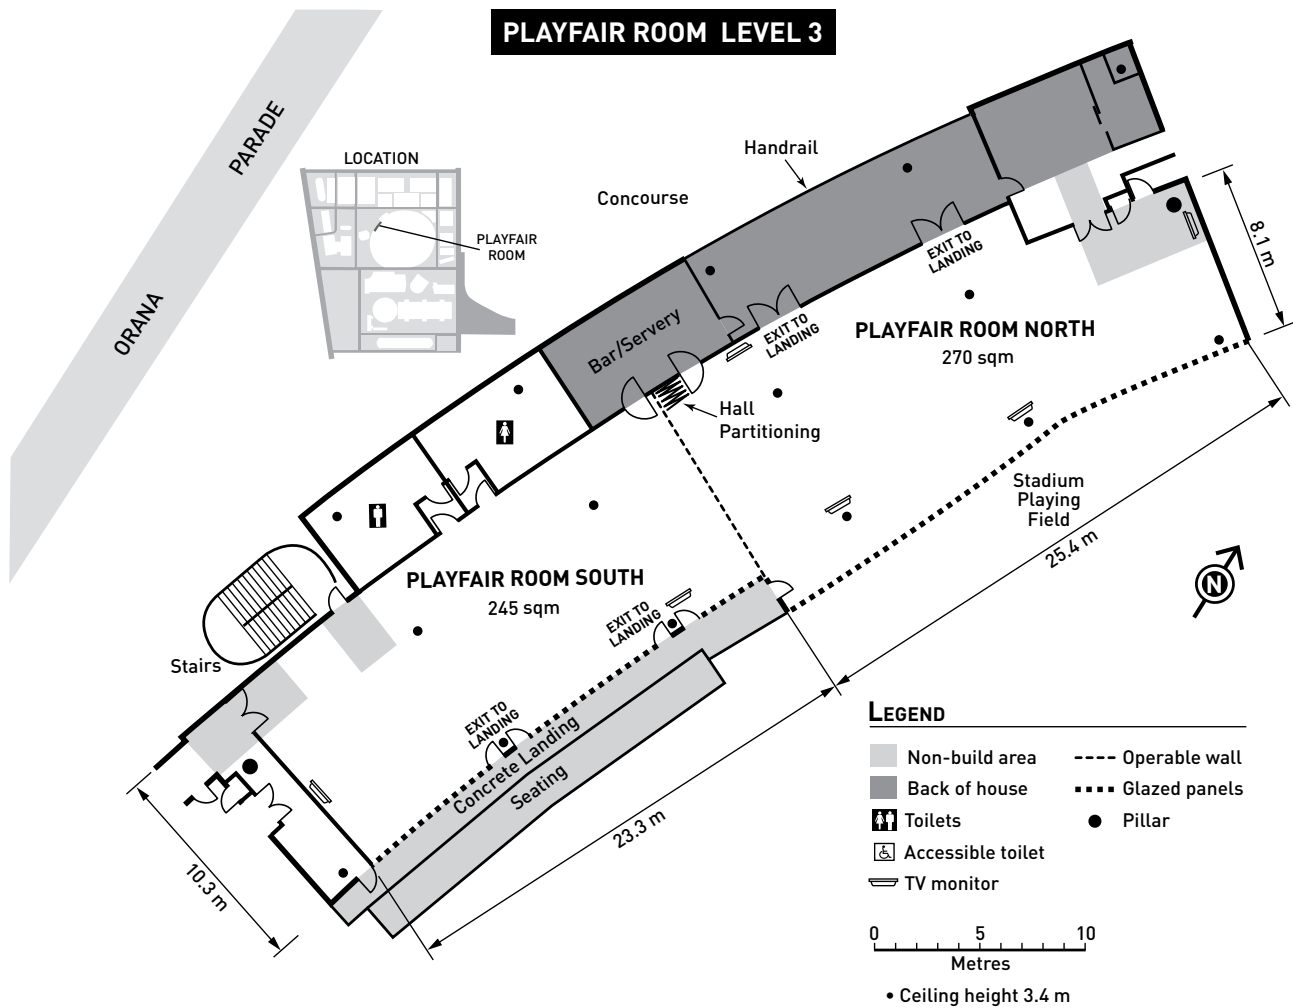 PLAYFAIR ROOM LEVEL 3
ORANA PARADE
LOCATION
PLAYFAIR
ROOM
Concourse
Handrail
Bar/Servery
EXIT TO
LANDING
EXIT TO
LANDING
Hall
Partitioning
PLAYFAIR ROOM NORTH
270 sqm
8.1 m
Stadium
Playing
Field
25.4 m
N
PLAYFAIR ROOM SOUTH
245 sqm
EXIT TO
LANDING
EXIT TO
LANDING
Stairs
Concrete Landing
Seating
23.3 m
10.3 m
LEGEND
Non-build area
Back of house
Toilets
Accessible toilet
TV monitor
Operable wall
Glazed panels
Pillar
0 5 10
Metres
• Ceiling height 3.4 m